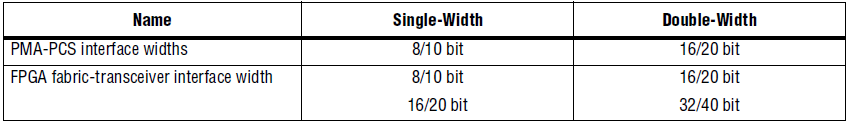 Name Single-Width Double-Width
PMA-PCS interface widths 8/10 bit 16/20 bit
FPGA fabric-transceiver interface width 8/10 bit 16/20 bit
16/20 bit 32/40 bit